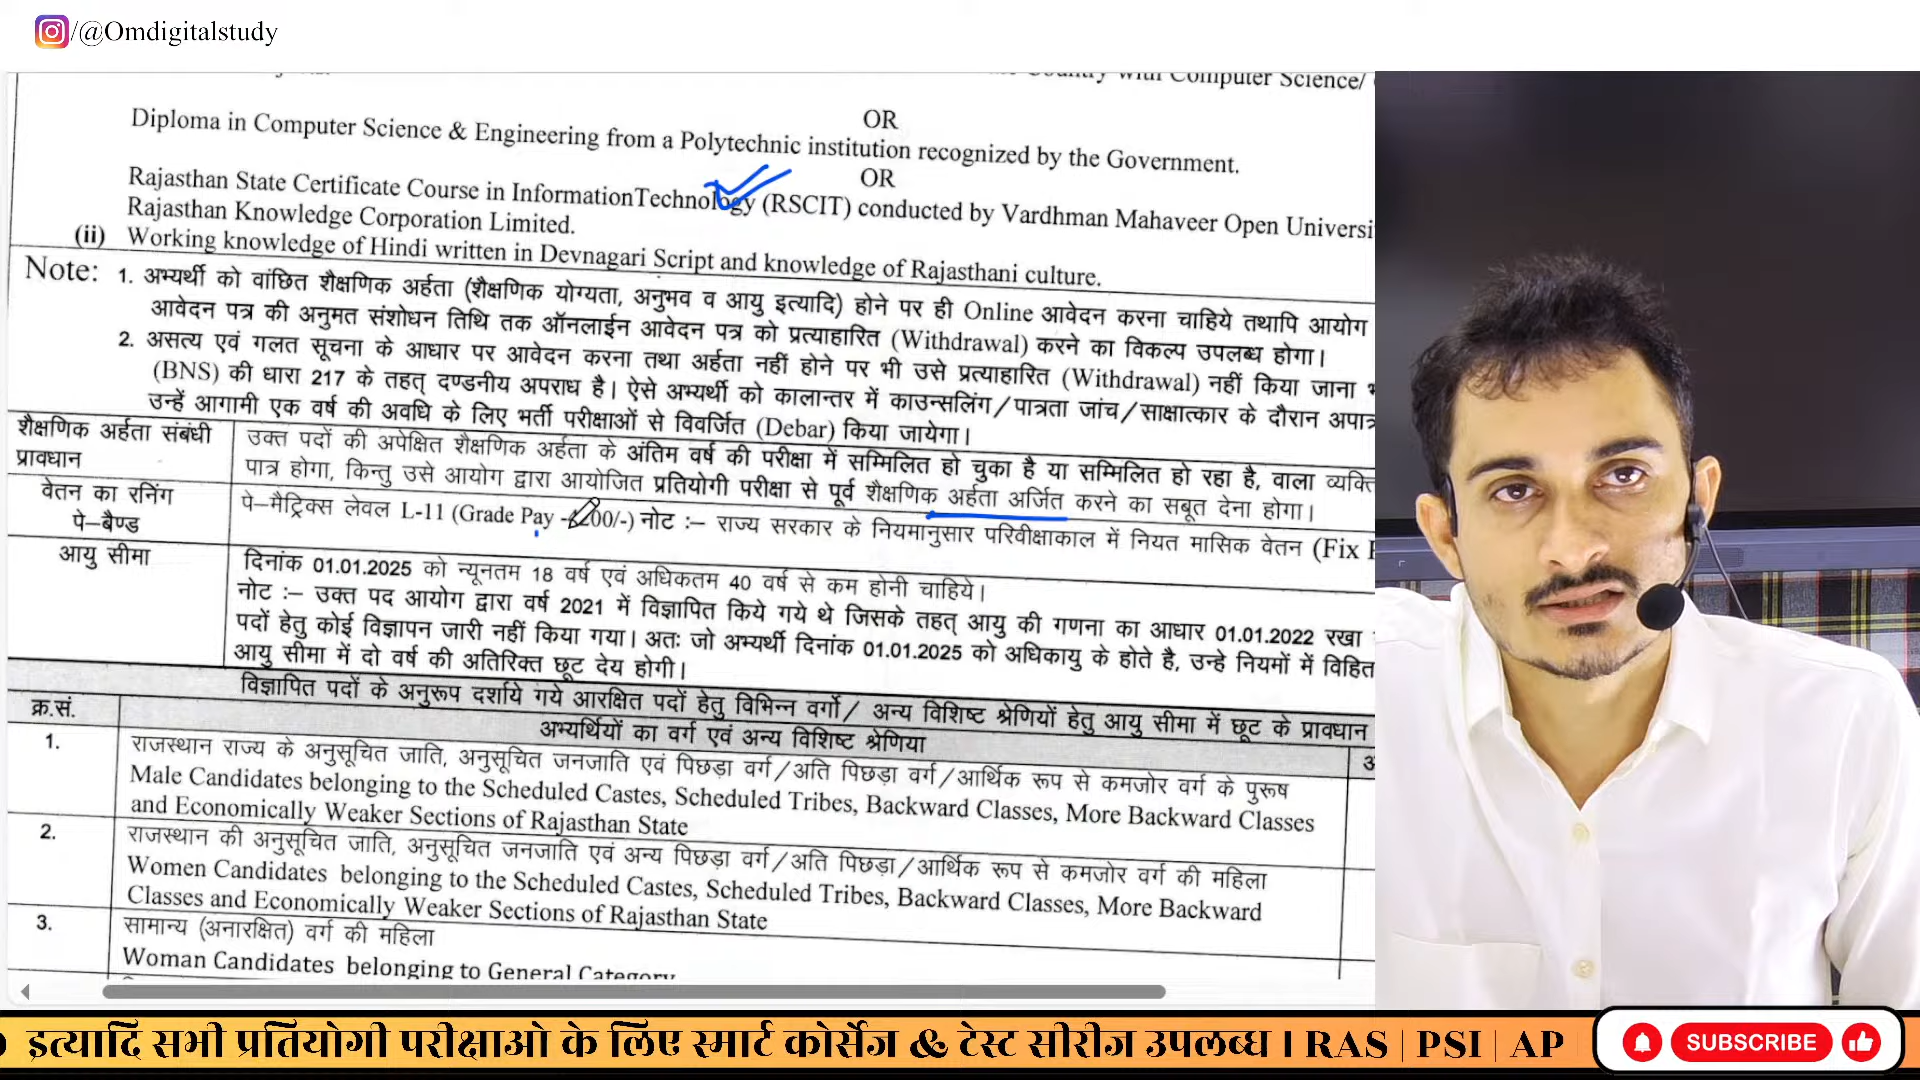 /@Omdigitalstudy
Country with Computer Science/
OR
Diploma in Computer Science & Engineering from a Polytechnic institution recognized by the Government.
OR
Rajasthan State Certificate Course in InformationTechnology (RSCIT) conducted by Vardhman Mahaveer Open Universi
Rajasthan Knowledge Corporation Limited.
(ii) Working knowledge of Hindi written in Devnagari Script and knowledge of Rajasthani culture.
Note: 1. अभ्यर्थी को वांछित शैक्षणिक अर्हता (शैक्षणिक योग्यता, अनुभव व आयु इत्यादि) होने पर ही Online आवेदन करना चाहिये तथापि आयोग
आवेदन पत्र की अनुमत संशोधन तिथि तक ऑनलाईन आवेदन पत्र को प्रत्याहारित (Withdrawal) करने का विकल्प उपलब्ध होगा।
2. असत्य एवं गलत सूचना के आधार पर आवेदन करना तथा अर्हता नहीं होने पर भी उसे प्रत्याहारित (Withdrawal) नहीं किया जाना
(BNS) की धारा 217 के तहत् दण्डनीय अपराध है। ऐसे अभ्यर्थी को कालान्तर में काउन्सलिंग/पात्रता जांच/साक्षात्कार के दौरान अपात्र
उन्हें आगामी एक वर्ष की अवधि के लिए भर्ती परीक्षाओं से विवर्जित (Debar) किया जायेगा।
शैक्षणिक अर्हता संबंधी
प्रावधान
उक्त पदों की अपेक्षित शैक्षणिक अर्हता के अंतिम वर्ष की परीक्षा में सम्मिलित हो चुका है या सम्मिलित हो रहा है, वाला व्यक्ति
पात्र होगा, किन्तु उसे आयोग द्वारा आयोजित प्रतियोगी परीक्षा से पूर्व शैक्षणिक अर्हता अर्जित करने का सबूत देना होगा।
वेतन का रनिंग
पे–बैण्ड
पे–मैट्रिक्स लेवल L-11 (Grade Pay 200/-) नोट :– राज्य सरकार के नियमानुसार परिवीक्षाकाल में नियत मासिक वेतन (Fix
आयु सीमा
दिनांक 01.01.2025 को न्यूनतम 18 वर्ष एवं अधिकतम 40 वर्ष से कम होनी चाहिये।
नोट :– उक्त पद आयोग द्वारा वर्ष 2021 में विज्ञापित किये गये थे जिसके तहत् आयु की गणना का आधार 01.01.2022 रखा
पदों हेतु कोई विज्ञापन जारी नहीं किया गया। अतः जो अभ्यर्थी दिनांक 01.01.2025 को अधिकायु के होते है, उन्हे नियमों में विहित
आयु सीमा में दो वर्ष की अतिरिक्त छूट देय होगी।
विज्ञापित पदों के अनुरूप दर्शाये गये आरक्षित पदों हेतु विभिन्न वर्गो/ अन्य विशिष्ट श्रेणियों हेतु आयु सीमा में छूट के प्रावधान
क्र.सं.
अभ्यर्थियों का वर्ग एवं अन्य विशिष्ट श्रेणिया
1. राजस्थान राज्य के अनुसूचित जाति, अनुसूचित जनजाति एवं पिछड़ा वर्ग/अति पिछड़ा वर्ग/आर्थिक रूप से कमजोर वर्ग के पुरूष
Male Candidates belonging to the Scheduled Castes, Scheduled Tribes, Backward Classes, More Backward Classes
and Economically Weaker Sections of Rajasthan State
2. राजस्थान की अनुसूचित जाति, अनुसूचित जनजाति एवं अन्य पिछड़ा वर्ग/अति पिछड़ा/आर्थिक रूप से कमजोर वर्ग की महिला
Women Candidates belonging to the Scheduled Castes, Scheduled Tribes, Backward Classes, More Backward
Classes and Economically Weaker Sections of Rajasthan State
3. सामान्य (अनारक्षित) वर्ग की महिला
Woman Candidates belonging to General Category
इत्यादि सभी प्रतियोगी परीक्षाओ के लिए स्मार्ट कोर्सेज & टेस्ट सीरीज उपलब्ध । RAS | PSI | AP
SUBSCRIBE